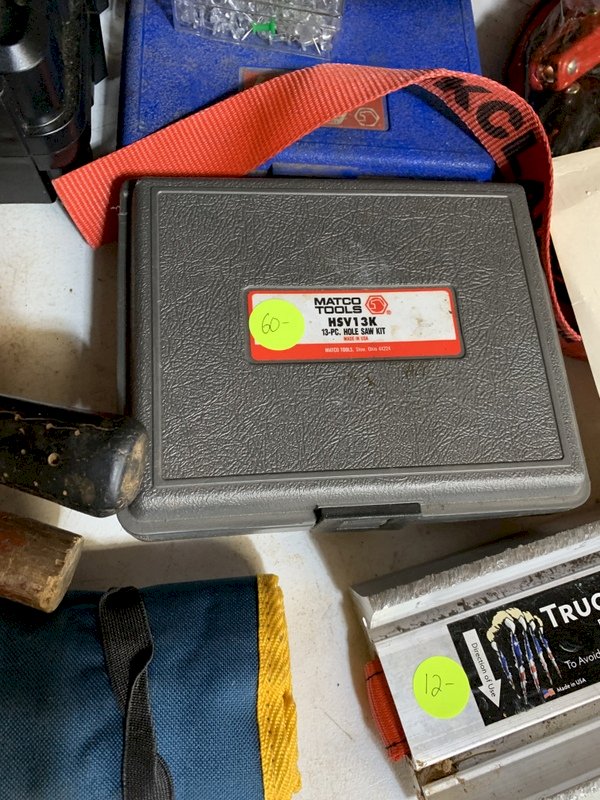 KCL
MATCO
TOOLS
60-
HSV13K
13-PC. HOLE SAW KIT
MADE IN USA
MATCO TOOLS, Stow, Ohio 44224
TRUC
To Avoid
Direction of Use
Made in USA
12-